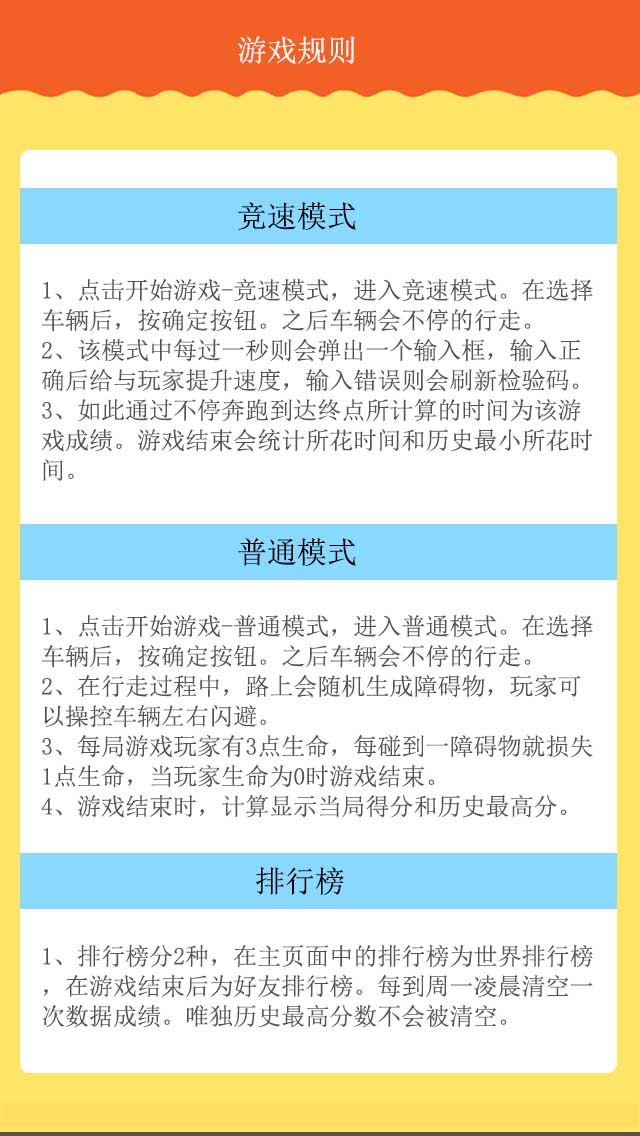 游戏规则
竞速模式
1、点击开始游戏-竞速模式，进入竞速模式。在选择
车辆后，按确定按钮。之后车辆会不停的行走。
2、该模式中每过一秒则会弹出一个输入框，输入正
确后给与玩家提升速度，输入错误则会刷新检验码。
3、如此通过不停奔跑到达终点所计算的时间为该游
戏成绩。游戏结束会统计所花时间和历史最小所花时
间。
普通模式
1、点击开始游戏-普通模式，进入普通模式。在选择
车辆后，按确定按钮。之后车辆会不停的行走。
2、在行走过程中，路上会随机生成障碍物，玩家可
以操控车辆左右闪避。
3、每局游戏玩家有3点生命，每碰到一障碍物就损失
1点生命，当玩家生命为0时游戏结束。
4、游戏结束时，计算显示当局得分和历史最高分。
排行榜
1、排行榜分2种，在主页面中的排行榜为世界排行榜
，在游戏结束后为好友排行榜。每到周一凌晨清空一
次数据成绩。唯独历史最高分数不会被清空。